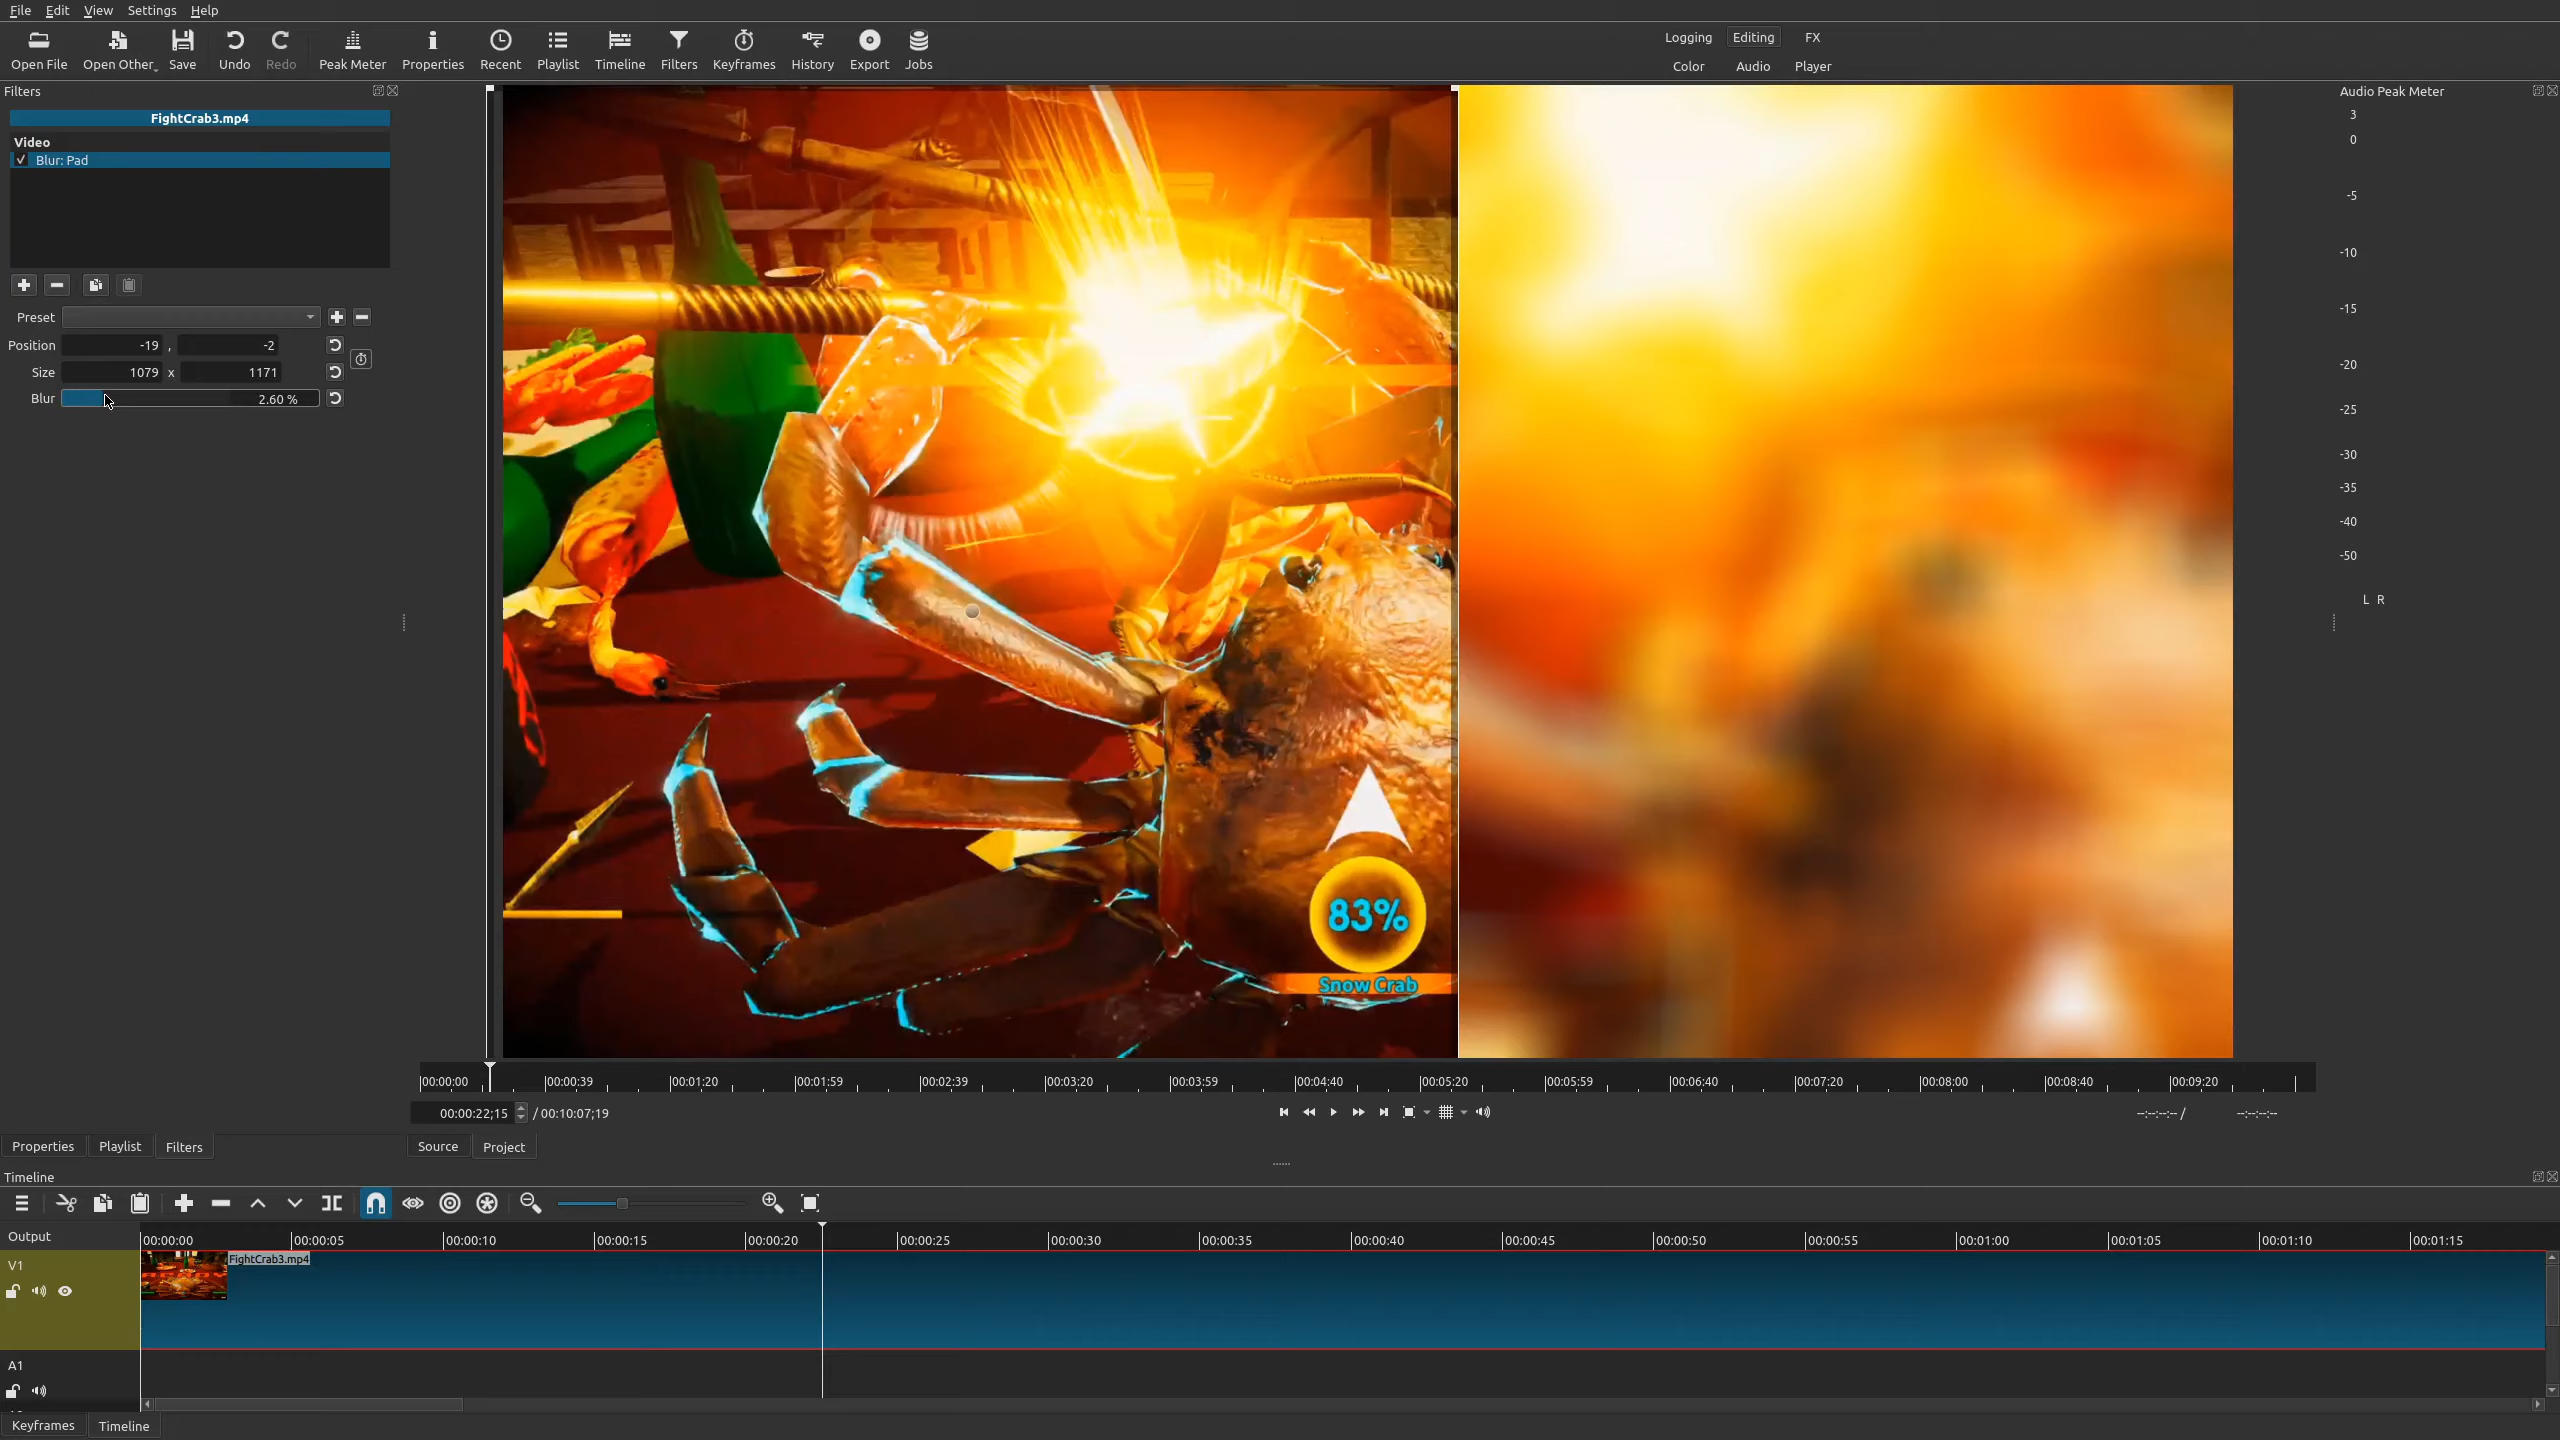 File Edit View Settings Help
Open File Open Other Save Undo Redo Peak Meter Properties Recent Playlist Timeline Filters Keyframes History Export Jobs
Logging Editing FX
Color Audio Player
Filters
FightCrab3.mp4
Video
Blur: Pad
Preset
Position -19 , -2
Size 1079 x 1171
Blur 2.60 %
83%
Snow Crab
Audio Peak Meter
3
0
-5
-10
-15
-20
-25
-30
-35
-40
-50
L R
00:00:00 00:00:39 00:01:20 00:01:59 00:02:39 00:03:20 00:03:59 00:04:40 00:05:20 00:05:59 00:06:40 00:07:20 00:08:00 00:08:40 00:09:20
00:00:22;15 / 00:10:07;19 --:--:--:-- / --:--:--:--
Properties Playlist Filters Source Project
Timeline
Output 00:00:00 00:00:05 00:00:10 00:00:15 00:00:20 00:00:25 00:00:30 00:00:35 00:00:40 00:00:45 00:00:50 00:00:55 00:01:00 00:01:05 00:01:10 00:01:15
V1 FightCrab3.mp4
A1
Keyframes Timeline